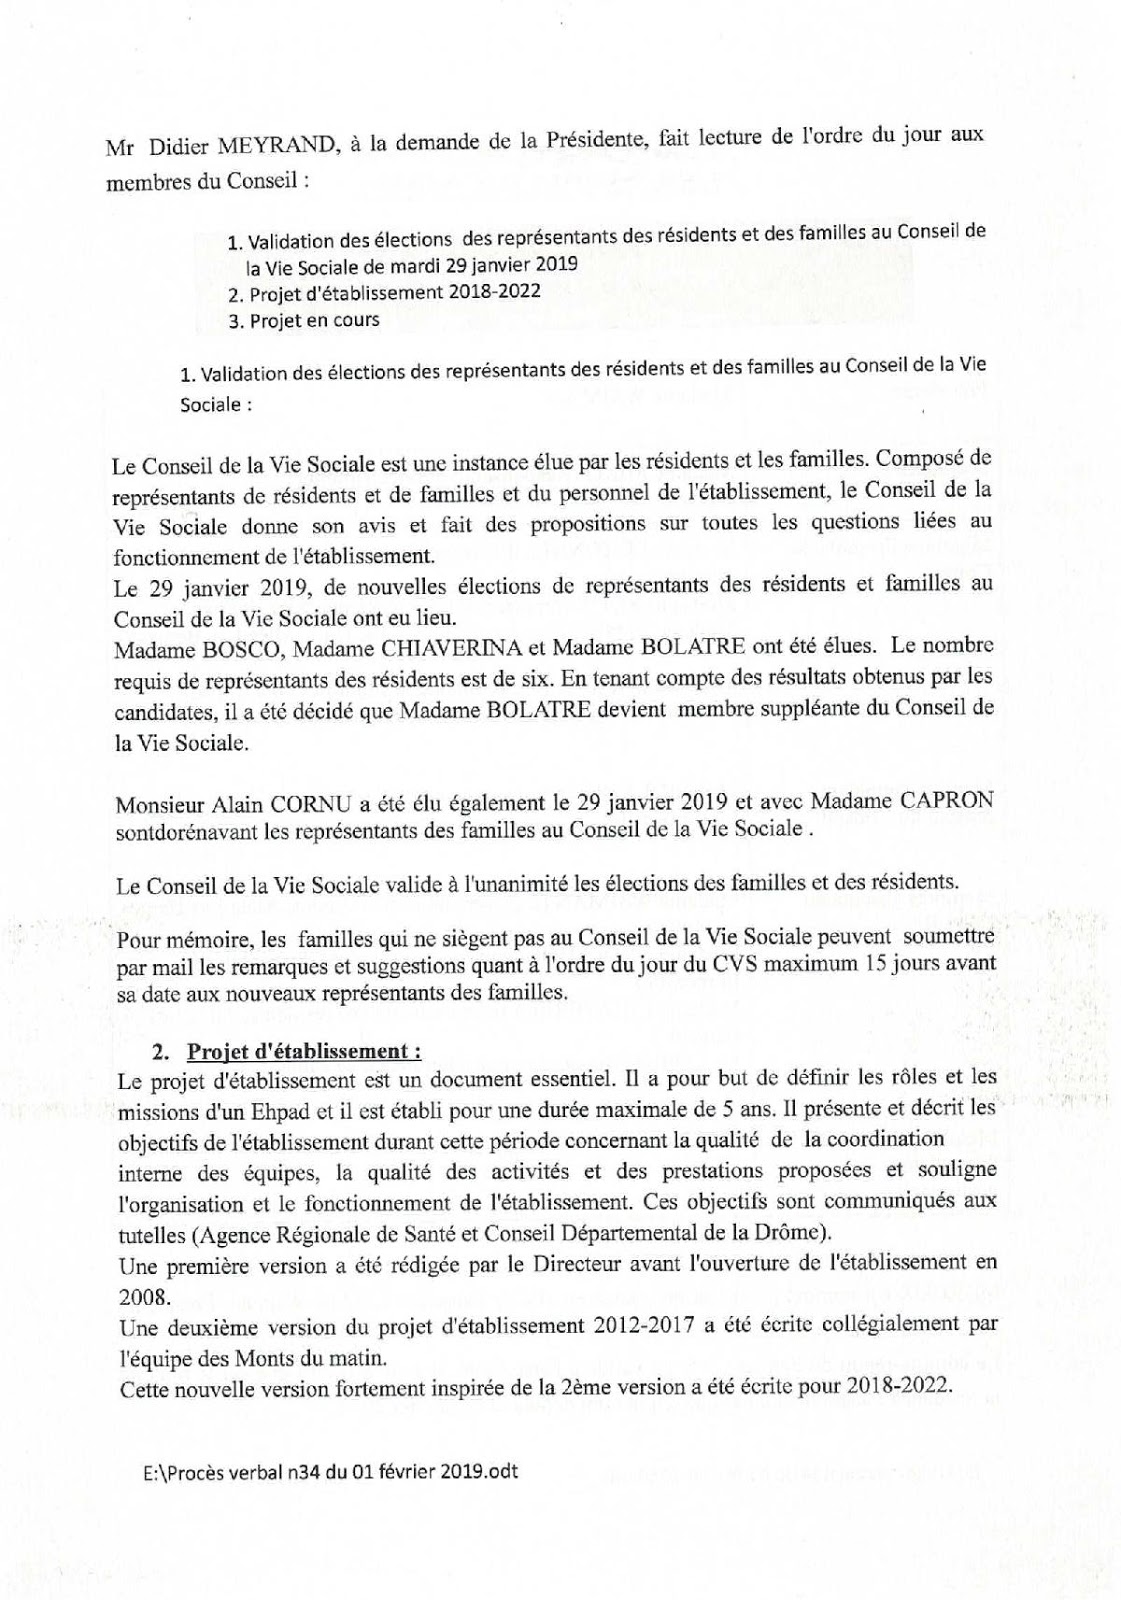 Mr Didier MEYRAND, à la demande de la Présidente, fait lecture de l'ordre du jour aux
membres du Conseil :
1. Validation des élections des représentants des résidents et des familles au Conseil de
la Vie Sociale de mardi 29 janvier 2019
2. Projet d'établissement 2018-2022
3. Projet en cours
1. Validation des élections des représentants des résidents et des familles au Conseil de la Vie
Sociale :
Le Conseil de la Vie Sociale est une instance élue par les résidents et les familles. Composé de
représentants de résidents et de familles et du personnel de l'établissement, le Conseil de la
Vie Sociale donne son avis et fait des propositions sur toutes les questions liées au
fonctionnement de l'établissement.
Le 29 janvier 2019, de nouvelles élections de représentants des résidents et familles au
Conseil de la Vie Sociale ont eu lieu.
Madame BOSCO, Madame CHIAVERINA et Madame BOLATRE ont été élues. Le nombre
requis de représentants des résidents est de six. En tenant compte des résultats obtenus par les
candidates, il a été décidé que Madame BOLATRE devient membre suppléante du Conseil de
la Vie Sociale.
Monsieur Alain CORNU a été élu également le 29 janvier 2019 et avec Madame CAPRON
sontdorénavant les représentants des familles au Conseil de la Vie Sociale .
Le Conseil de la Vie Sociale valide à l'unanimité les élections des familles et des résidents.
Pour mémoire, les familles qui ne siègent pas au Conseil de la Vie Sociale peuvent soumettre
par mail les remarques et suggestions quant à l'ordre du jour du CVS maximum 15 jours avant
sa date aux nouveaux représentants des familles.
2. Projet d'établissement :
Le projet d'établissement est un document essentiel. Il a pour but de définir les rôles et les
missions d'un Ehpad et il est établi pour une durée maximale de 5 ans. Il présente et décrit les
objectifs de l'établissement durant cette période concernant la qualité de la coordination
interne des équipes, la qualité des activités et des prestations proposées et souligne
l'organisation et le fonctionnement de l'établissement. Ces objectifs sont communiqués aux
tutelles (Agence Régionale de Santé et Conseil Départemental de la Drôme).
Une première version a été rédigée par le Directeur avant l'ouverture de l'établissement en
2008.
Une deuxième version du projet d'établissement 2012-2017 a été écrite collégialement par
l'équipe des Monts du matin.
Cette nouvelle version fortement inspirée de la 2ème version a été écrite pour 2018-2022.
E:\Procès verbal n34 du 01 février 2019.odt